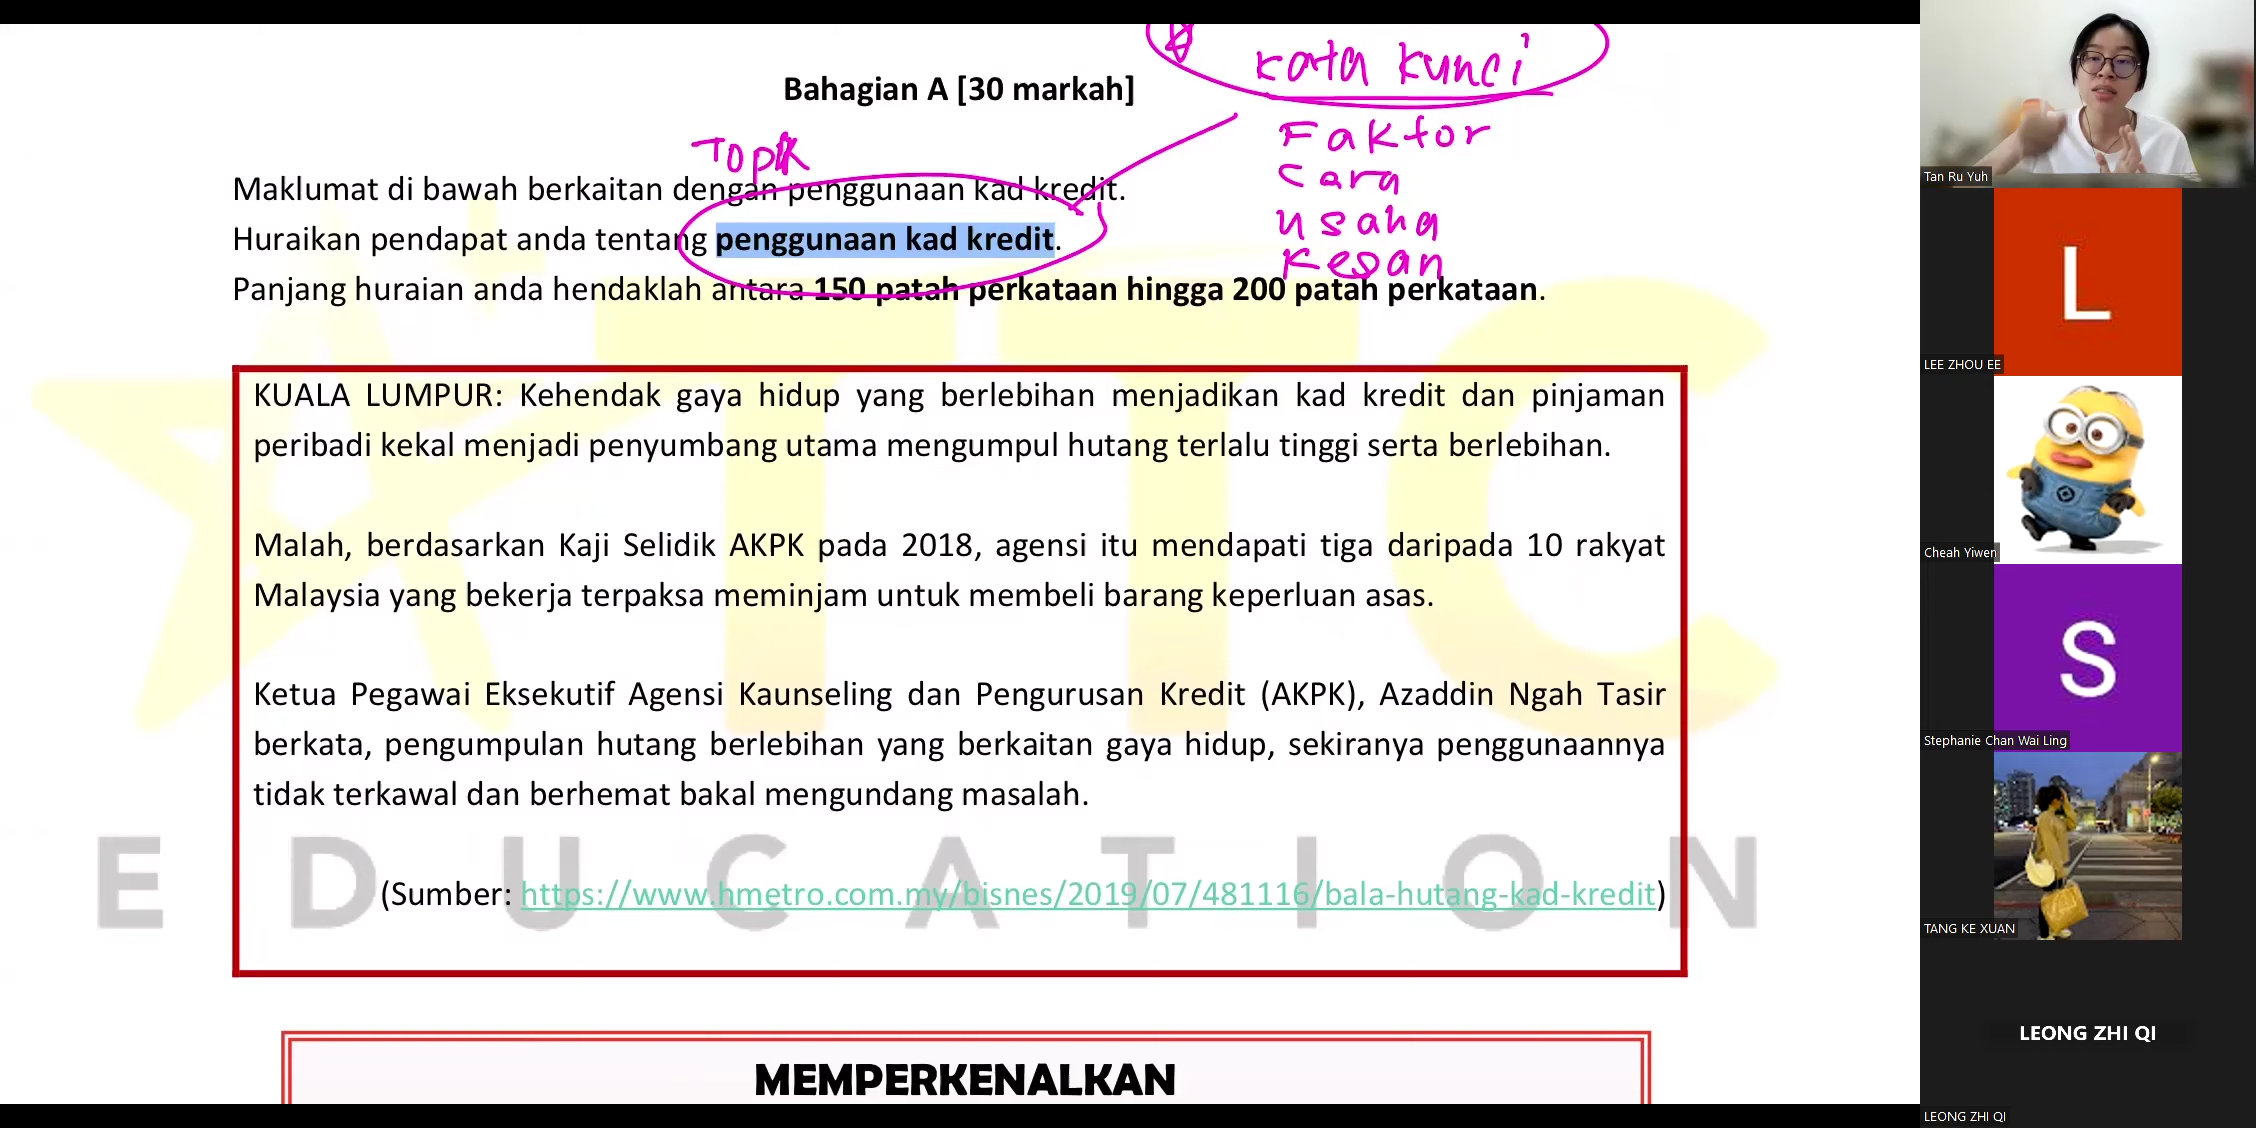 kata kunci
Bahagian A [30 markah]
Topik
Faktor
cara
usaha
Kesan
Maklumat di bawah berkaitan dengan penggunaan kad kredit.
Huraikan pendapat anda tentang penggunaan kad kredit.
Panjang huraian anda hendaklah antara 150 patah perkataan hingga 200 patah perkataan.
KUALA LUMPUR: Kehendak gaya hidup yang berlebihan menjadikan kad kredit dan pinjaman
peribadi kekal menjadi penyumbang utama mengumpul hutang terlalu tinggi serta berlebihan.
Malah, berdasarkan Kaji Selidik AKPK pada 2018, agensi itu mendapati tiga daripada 10 rakyat
Malaysia yang bekerja terpaksa meminjam untuk membeli barang keperluan asas.
Ketua Pegawai Eksekutif Agensi Kaunseling dan Pengurusan Kredit (AKPK), Azaddin Ngah Tasir
berkata, pengumpulan hutang berlebihan yang berkaitan gaya hidup, sekiranya penggunaannya
tidak terkawal dan berhemat bakal mengundang masalah.
(Sumber: https://www.hmetro.com.my/bisnes/2019/07/481116/bala-hutang-kad-kredit)
TTC
EDUCATION
MEMPERKENALKAN
Tan Ru Yuh
L
LEE ZHOU EE
Cheah Yiwen
S
Stephanie Chan Wai Ling
TANG KE XUAN
LEONG ZHI QI
LEONG ZHI QI